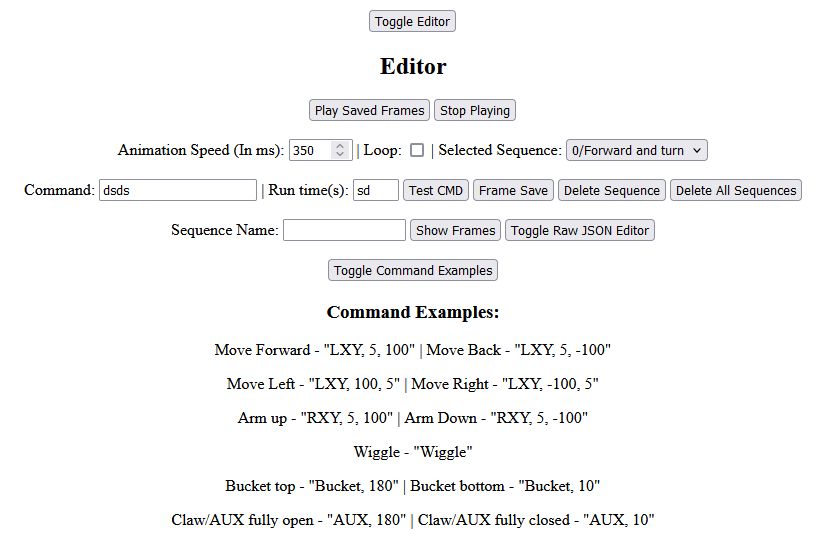 Toggle Editor
Editor
Play Saved Frames Stop Playing
Animation Speed (In ms): 350 | Loop: | Selected Sequence: 0/Forward and turn
Command: dsds | Run time(s): sd Test CMD Frame Save Delete Sequence Delete All Sequences
Sequence Name: Show Frames Toggle Raw JSON Editor
Toggle Command Examples
Command Examples:
Move Forward - "LXY, 5, 100" | Move Back - "LXY, 5, -100"
Move Left - "LXY, 100, 5" | Move Right - "LXY, -100, 5"
Arm up - "RXY, 5, 100" | Arm Down - "RXY, 5, -100"
Wiggle - "Wiggle"
Bucket top - "Bucket, 180" | Bucket bottom - "Bucket, 10"
Claw/AUX fully open - "AUX, 180" | Claw/AUX fully closed - "AUX, 10"